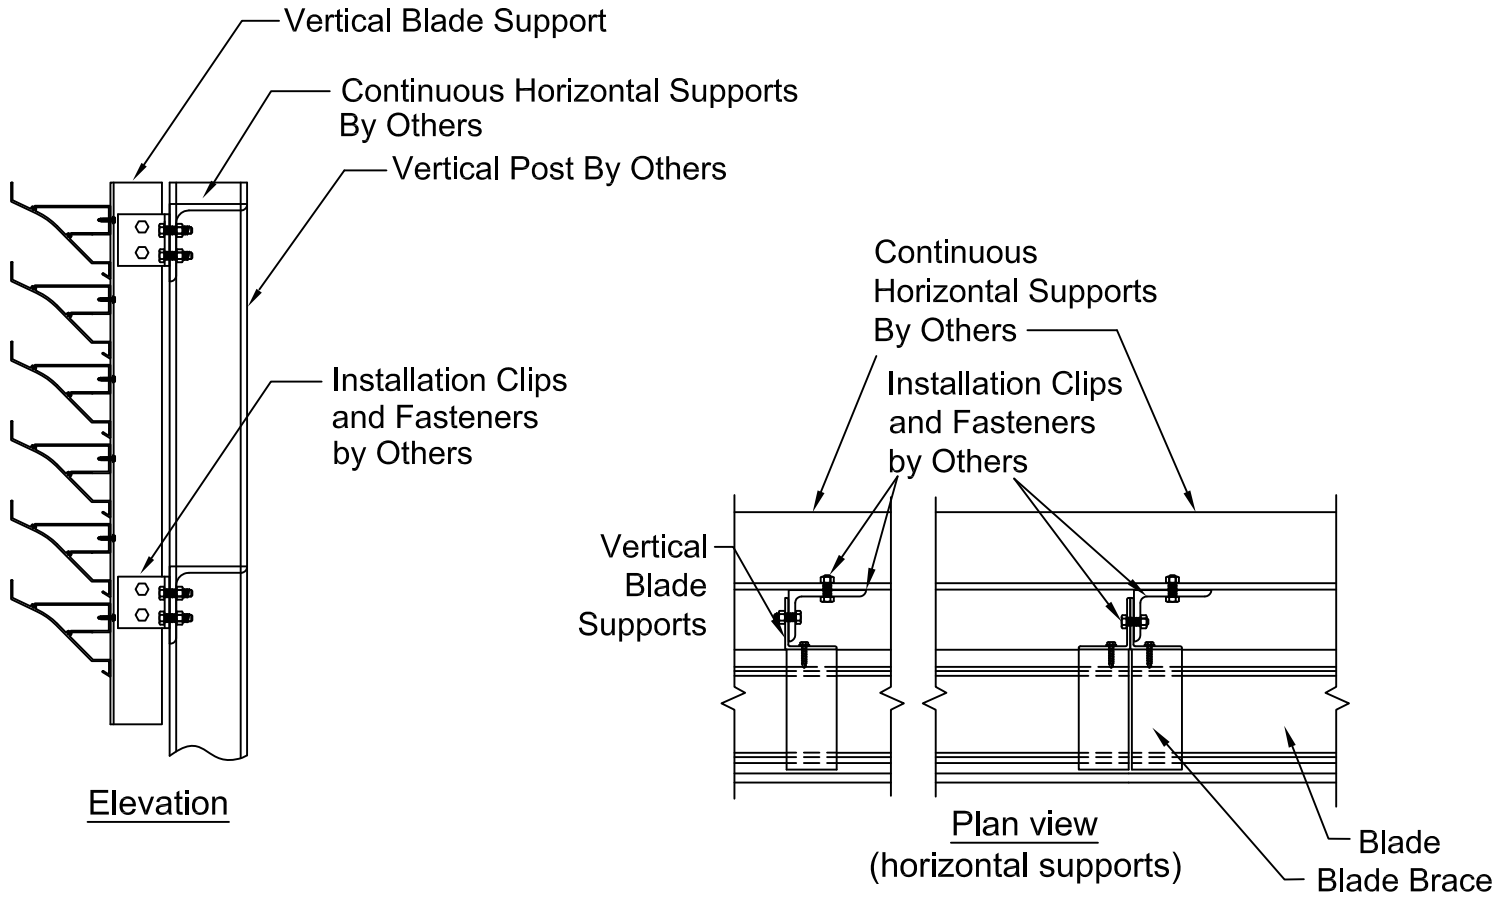 Vertical Blade Support
Continuous Horizontal Supports
By Others
Vertical Post By Others
Installation Clips
and Fasteners
by Others
Elevation
Continuous
Horizontal Supports
By Others
Installation Clips
and Fasteners
by Others
Vertical
Blade
Supports
Plan view
(horizontal supports)
Blade
Blade Brace